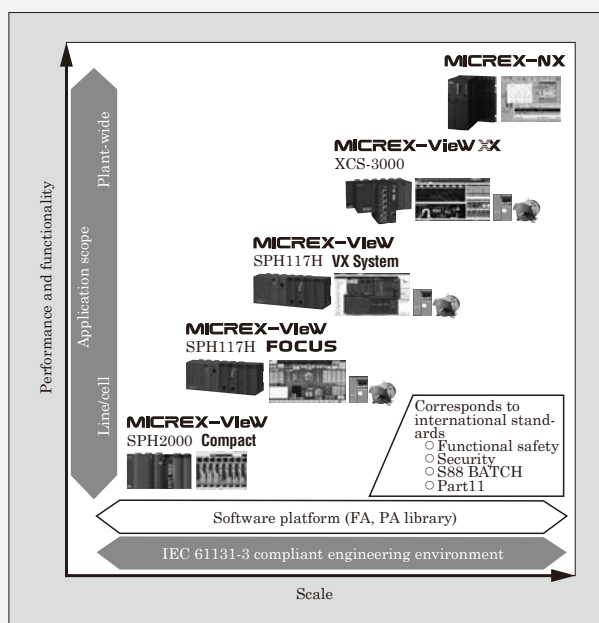 MICREX-NX
MICREX-VieW XX
XCS-3000
MICREX-VIeW
SPH117H VX System
MICREX-VIeW
SPH117H FOCUS
MICREX-VIeW
SPH2000 Compact
Performance and functionality
Application scope
Plant-wide
Line/cell
Corresponds to
international stand-
ards
○ Functional safety
○ Security
○ S88 BATCH
○ Part11
Software platform (FA, PA library)
IEC 61131-3 compliant engineering environment
Scale